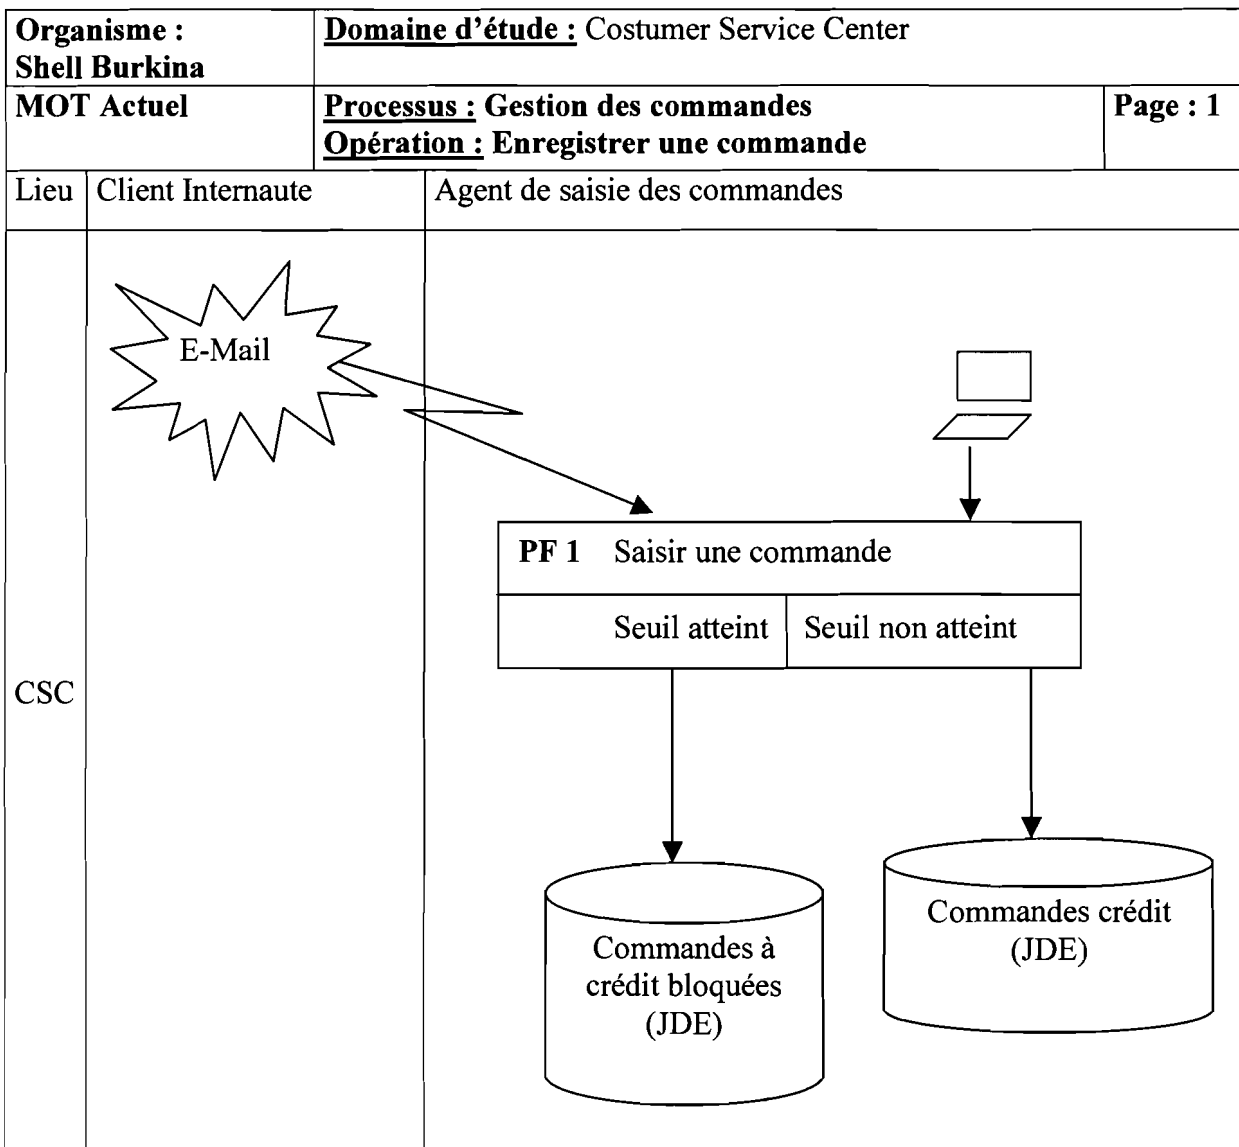 Organisme :
Shell Burkina
Domaine d'étude : Costumer Service Center
MOT Actuel
Processus : Gestion des commandes
Opération : Enregistrer une commande
Page : 1
Lieu
Client Internaute
Agent de saisie des commandes
E-Mail
PF 1 Saisir une commande
Seuil atteint
Seuil non atteint
CSC
Commandes à
crédit bloquées
(JDE)
Commandes crédit
(JDE)